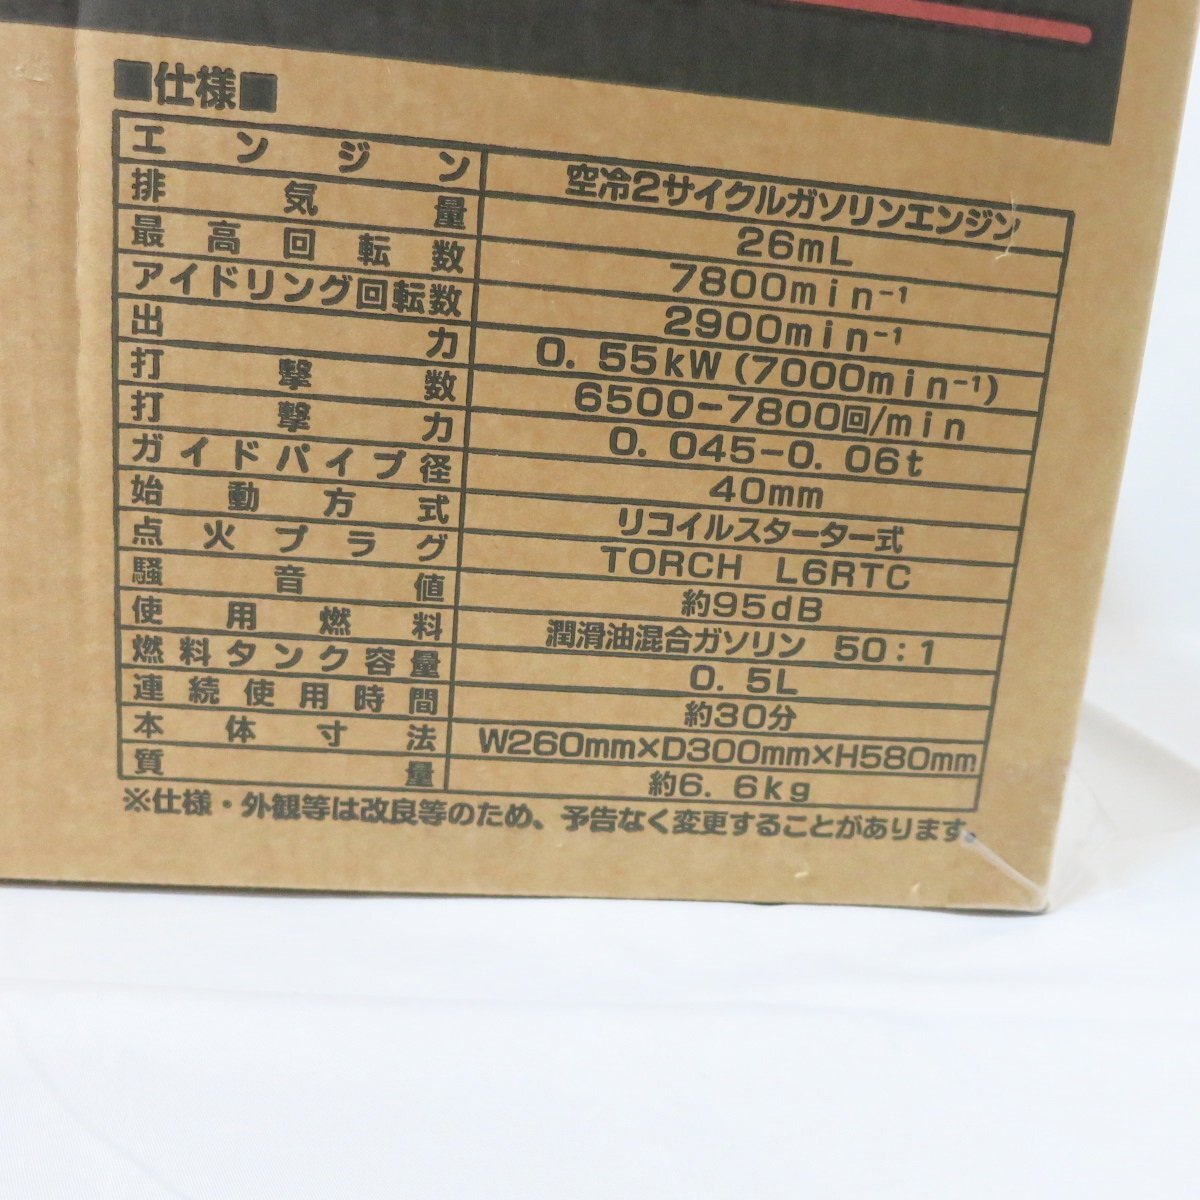 ■仕様■
エンジン 空冷2サイクルガソリンエンジン
排気量 26mL
最高回転数 7800min⁻¹
アイドリング回転数 2900min⁻¹
出力 0.55kW(7000min⁻¹)
打撃数 6500-7800回/min
打撃力 0.045-0.06t
ガイドパイプ径 40mm
始動方式 リコイルスターター式
点火プラグ TORCH L6RTC
騒音値 約95dB
使用燃料 潤滑油混合ガソリン 50:1
燃料タンク容量 0.5L
連続使用時間 約30分
本体寸法 W260mm×D300mm×H580mm
質量 約6.6kg
※仕様・外観等は改良等のため、予告なく変更することがあります。